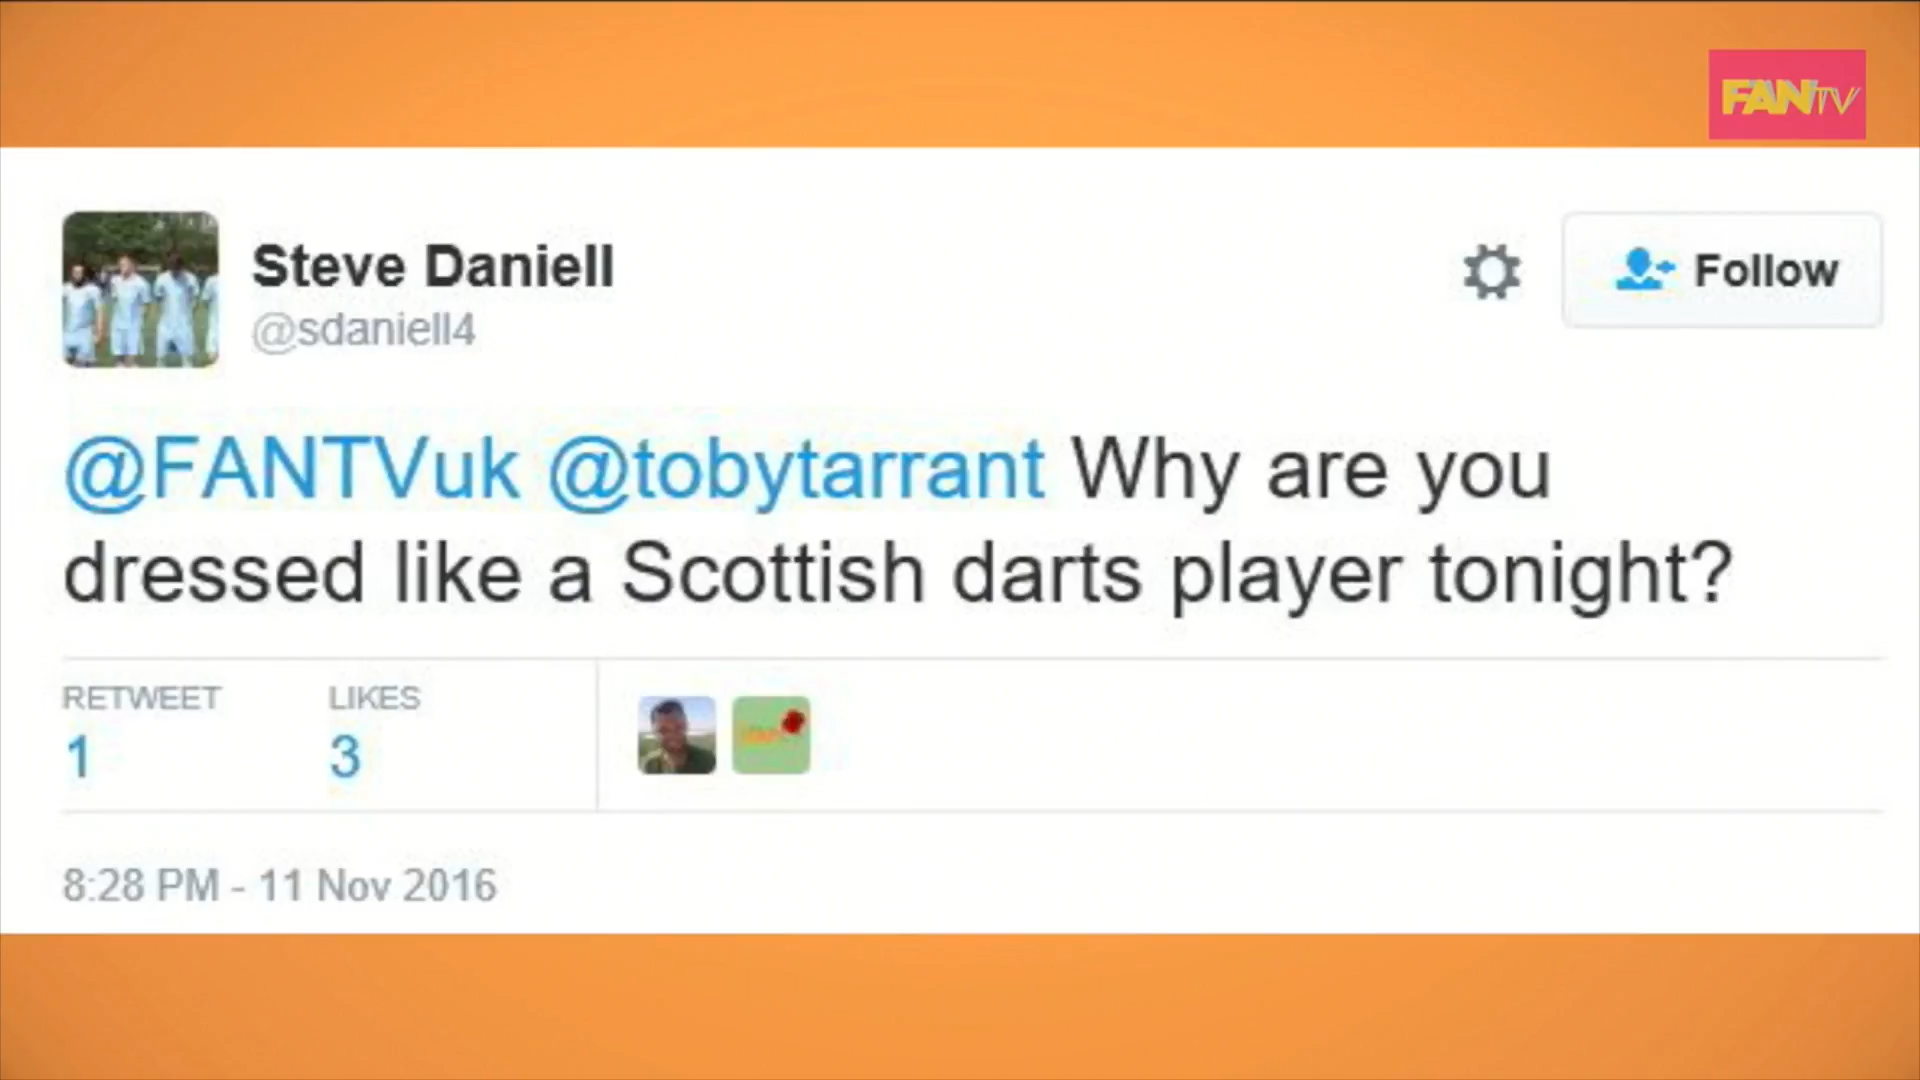 FANTV
Steve Daniell
@sdaniell4
Follow
@FANTVuk @tobytarrant Why are you
dressed like a Scottish darts player tonight?
RETWEET LIKES
1 3
8:28 PM - 11 Nov 2016